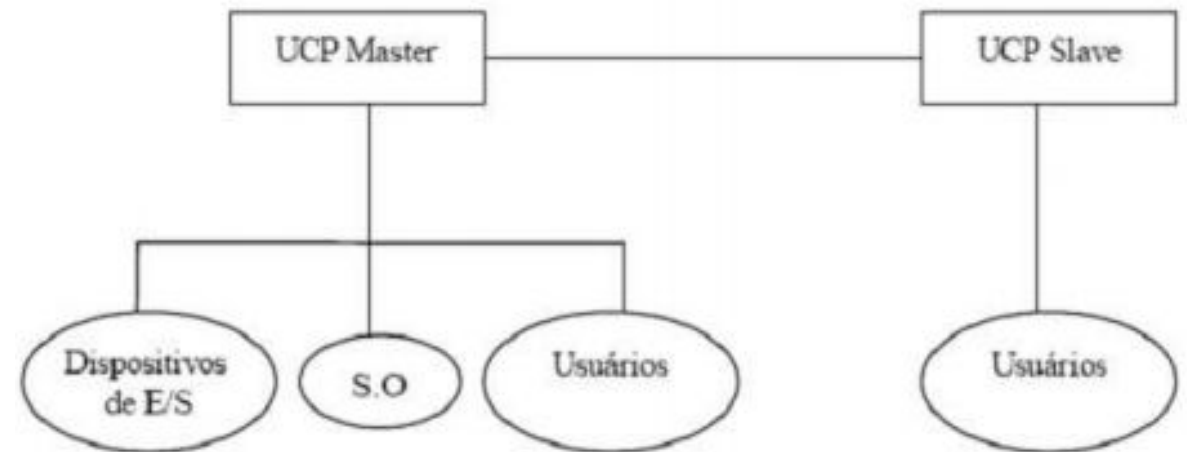 UCP Master
UCP Slave
Dispositivos
de E/S
S.O
Usuários
Usuários